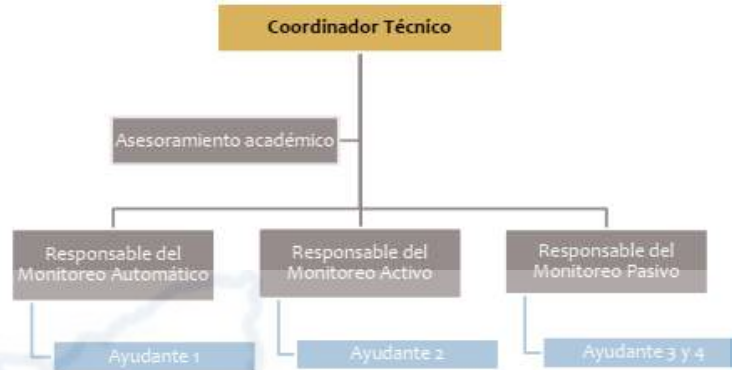 Coordinador Técnico
Asesoramiento académico
Responsable del
Monitoreo Automático
Responsable del
Monitoreo Activo
Responsable del
Monitoreo Pasivo
Ayudante 1
Ayudante 2
Ayudante 3 y 4